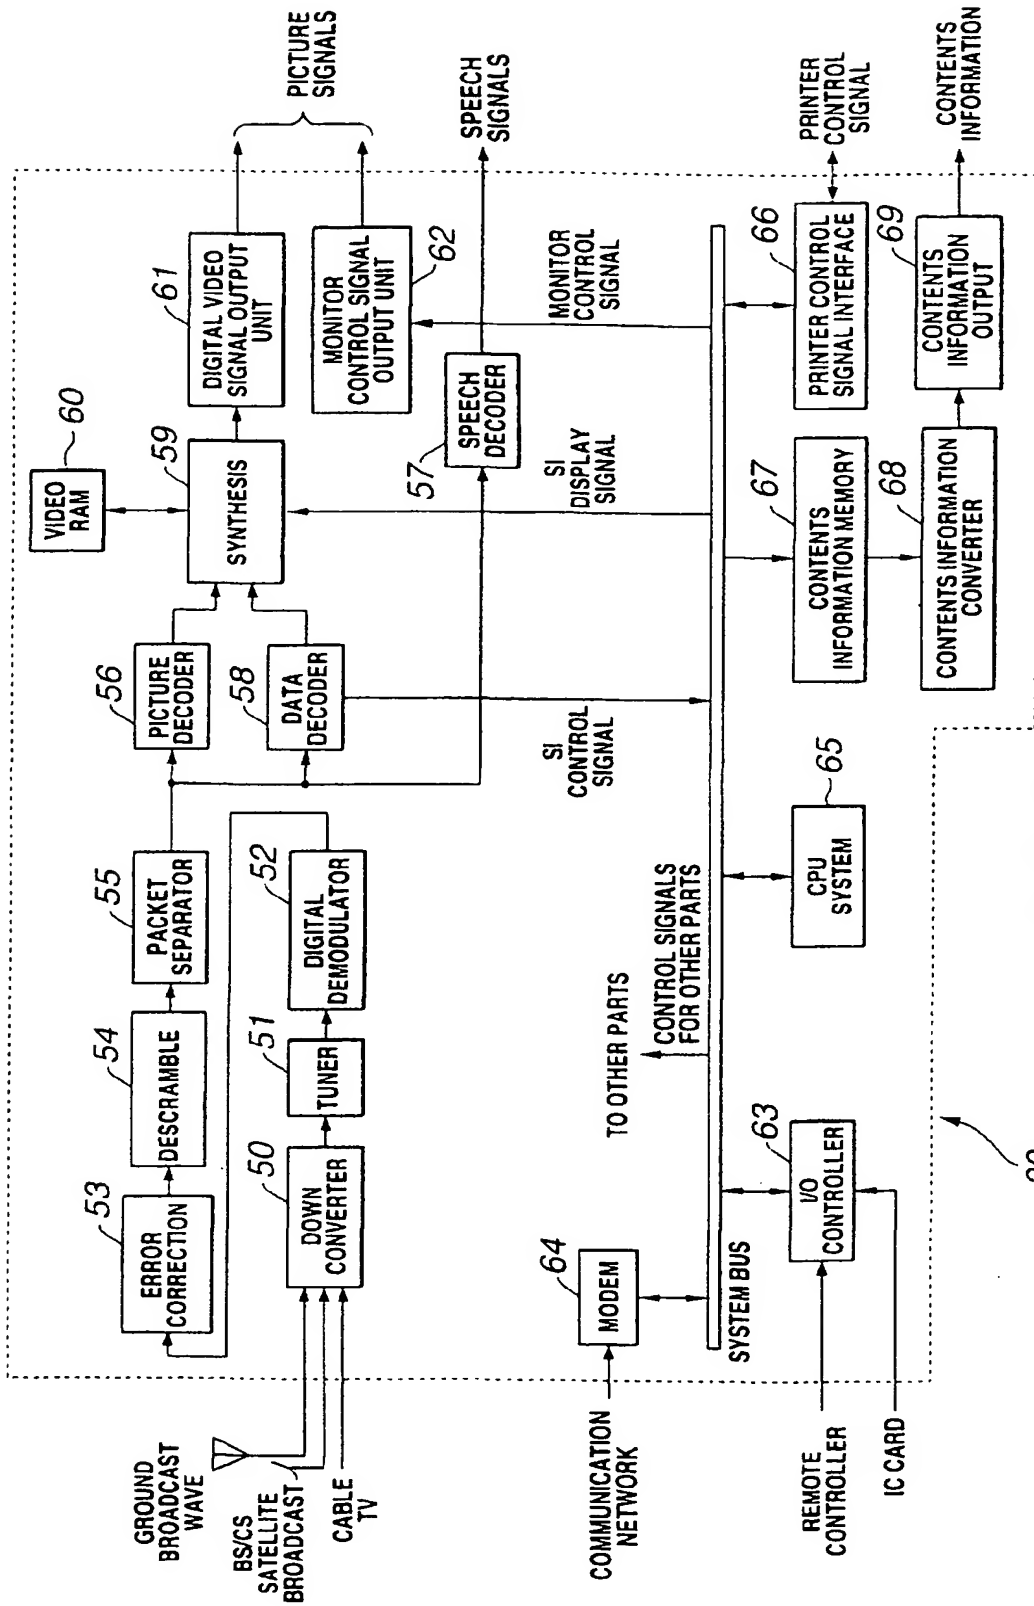 GROUND
BROADCAST
WAVE
BS/CS
SATELLITE
BROADCAST
CABLE
TV
53
ERROR
CORRECTION
54
DESCRAMBLE
55
PACKET
SEPARATOR
50
DOWN
CONVERTER
51
TUNER
52
DIGITAL
DEMODULATOR
56
PICTURE
DECODER
58
DATA
DECODER
60
VIDEO
RAM
59
SYNTHESIS
61
DIGITAL VIDEO
SIGNAL OUTPUT
UNIT
MONITOR
CONTROL SIGNAL
OUTPUT UNIT
62
PICTURE
SIGNALS
57
SPEECH
DECODER
SPEECH
SIGNALS
SI
CONTROL
SIGNAL
SI
DISPLAY
SIGNAL
MONITOR
CONTROL
SIGNAL
COMMUNICATION
NETWORK
64
MODEM
TO OTHER PARTS
CONTROL SIGNALS
FOR OTHER PARTS
SYSTEM BUS
REMOTE
CONTROLLER
IC CARD
63
I/O
CONTROLLER
65
CPU
SYSTEM
67
CONTENTS
INFORMATION MEMORY
68
CONTENTS INFORMATION
CONVERTER
66
PRINTER CONTROL
SIGNAL INTERFACE
69
CONTENTS
INFORMATION
OUTPUT
PRINTER
CONTROL
SIGNAL
CONTENTS
INFORMATION